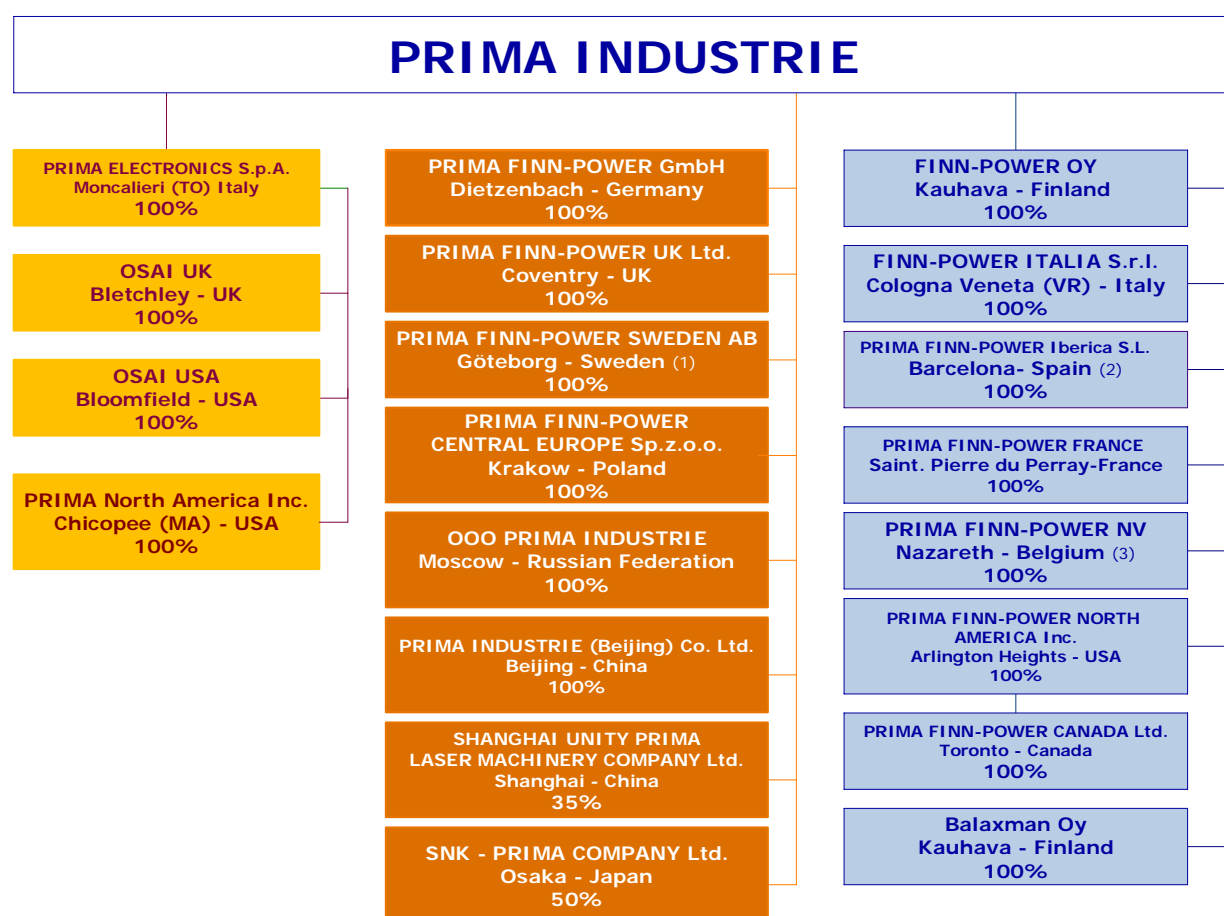 PRIMA INDUSTRIE
PRIMA ELECTRONICS S.p.A.
Moncalieri (TO) Italy
100%
OSAI UK
Bletchley - UK
100%
OSAI USA
Bloomfield - USA
100%
PRIMA North America Inc.
Chicopee (MA) - USA
100%
PRIMA FINN-POWER GmbH
Dietzenbach - Germany
100%
PRIMA FINN-POWER UK Ltd.
Coventry - UK
100%
PRIMA FINN-POWER SWEDEN AB
Göteborg - Sweden (1)
100%
PRIMA FINN-POWER
CENTRAL EUROPE Sp.z.o.o.
Krakow - Poland
100%
OOO PRIMA INDUSTRIE
Moscow - Russian Federation
100%
PRIMA INDUSTRIE (Beijing) Co. Ltd.
Beijing - China
100%
SHANGHAI UNITY PRIMA
LASER MACHINERY COMPANY Ltd.
Shanghai - China
35%
SNK - PRIMA COMPANY Ltd.
Osaka - Japan
50%
FINN-POWER OY
Kauhava - Finland
100%
FINN-POWER ITALIA S.r.l.
Cologna Veneta (VR) - Italy
100%
PRIMA FINN-POWER Iberica S.L.
Barcelona- Spain (2)
100%
PRIMA FINN-POWER FRANCE
Saint. Pierre du Perray-France
100%
PRIMA FINN-POWER NV
Nazareth - Belgium (3)
100%
PRIMA FINN-POWER NORTH
AMERICA Inc.
Arlington Heights - USA
100%
PRIMA FINN-POWER CANADA Ltd.
Toronto - Canada
100%
Balaxman Oy
Kauhava - Finland
100%